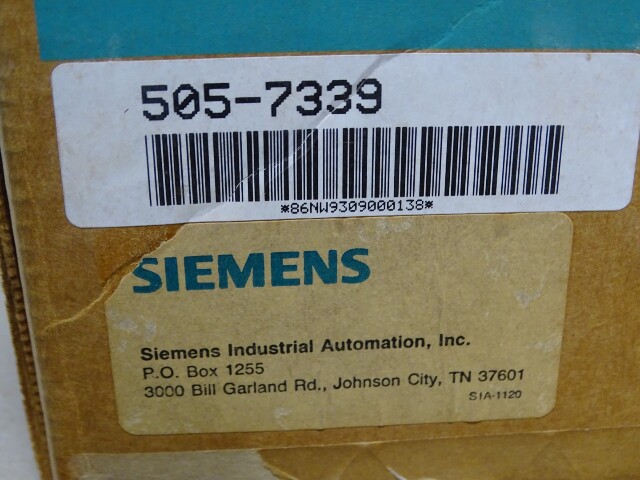 505-7339
*86NW9309000138*
SIEMENS
Siemens Industrial Automation, Inc.
P.O. Box 1255
3000 Bill Garland Rd., Johnson City, TN 37601
SIA-1120